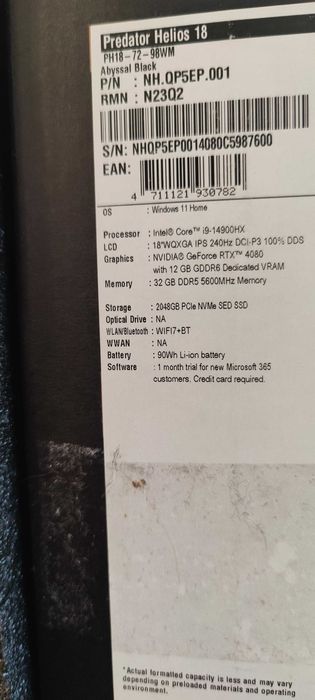 Predator Helios 18
PH18-72-98WM
Abyssal Black
P/N : NH.QP5EP.001
RMN : N23Q2
S/N: NHQP5EP0014080C5987600
EAN:
4 711121 930782
OS : Windows 11 Home
Processor : Intel® Core™ i9-14900HX
LCD : 18"WQXGA IPS 240Hz DCI-P3 100% DDS
Graphics : NVIDIA® GeForce RTX™ 4080
with 12 GB GDDR6 Dedicated VRAM
Memory : 32 GB DDR5 5600MHz Memory
Storage : 2048GB PCIe NVMe SED SSD
Optical Drive : NA
WLAN/Bluetooth : WIFI7+BT
WWAN : NA
Battery : 90Wh Li-ion battery
Software : 1 month trial for new Microsoft 365
customers. Credit card required.
*Actual formatted capacity is less and may vary
depending on preloaded materials and operating
environment.